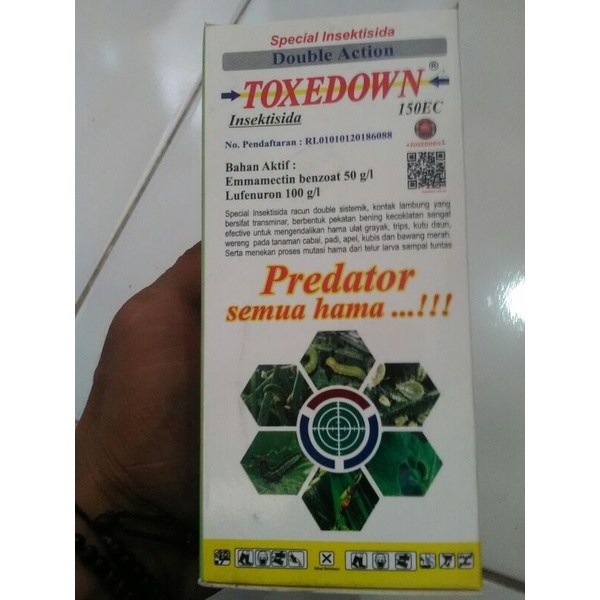 Special Insektisida
Double Action
TOXEDOWN®
Insektisida
150EC
No. Pendaftaran : RI.01010120186088
Bahan Aktif :
Emmamectin benzoat 50 g/l
Lufenuron 100 g/l
Special Insektisida racun double sistemik, kontak lambung yang
bersifat transminar, berbentuk pekatan bening kecoklatan sangat
efective untuk mengendalikan hama ulat grayak, trips, kutu daun,
wereng pada tanaman cabai, padi, apel, kubis dan bawang merah.
Serta menekan proses mutasi hama dari telur larva sampai tuntas
Predator
semua hama ...!!!